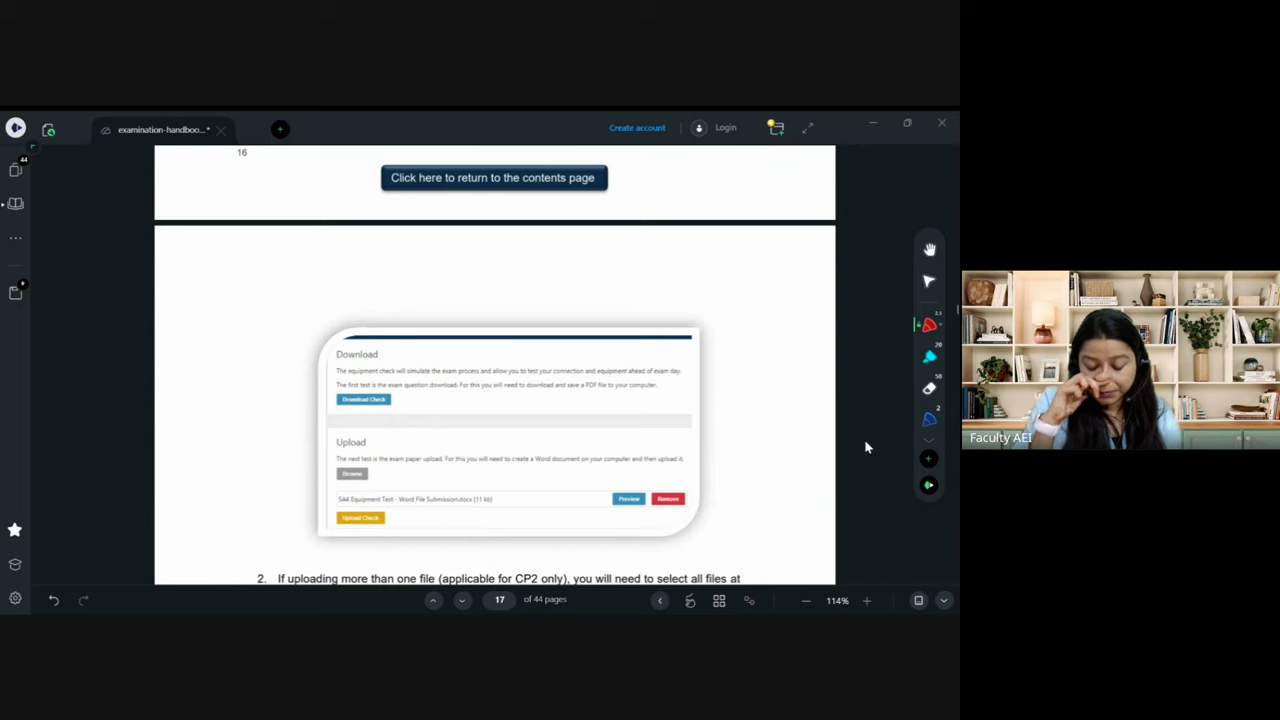 examination-handboo...*
Create account
Login
44
16
Click here to return to the contents page
Download
The equipment check will simulate the exam process and allow you to test your connection and equipment ahead of exam day.
The first test is the exam question download. For this you will need to download and save a PDF file to your computer.
Download Check
Upload
The next test is the exam paper upload. For this you will need to create a Word document on your computer and then upload it.
Browse
SA4 Equipment Test - Word File Submission.docx (11 kb)
Preview
Remove
Upload Check
2. If uploading more than one file (applicable for CP2 only), you will need to select all files at
17
of 44 pages
114%
2.5
20
50
2
Faculty AEI